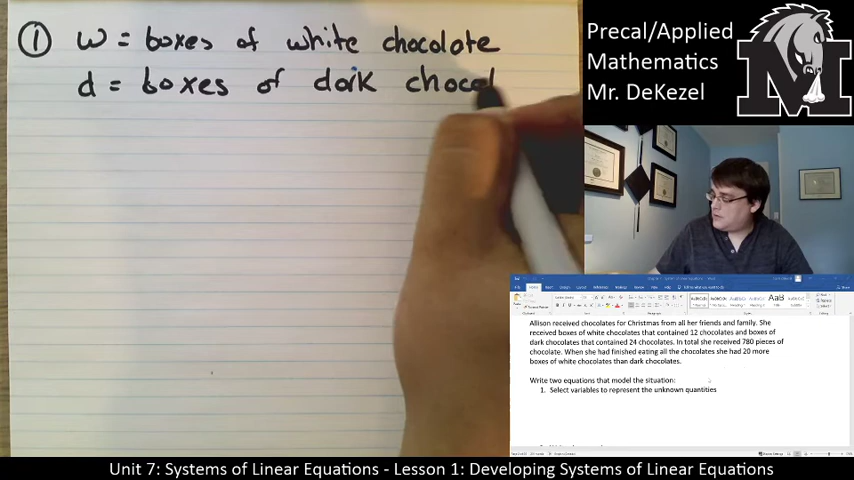 ① w = boxes of white chocolate
d = boxes of dark chocol
Precal/Applied
Mathematics
Mr. DeKezel
Allison received chocolates for Christmas from all her friends and family. She
received boxes of white chocolates that contained 12 chocolates and boxes of
dark chocolates that contained 24 chocolates. In total she received 780 pieces of
chocolate. When she had finished eating all the chocolates she had 20 more
boxes of white chocolates than dark chocolates.
Write two equations that model the situation:
1. Select variables to represent the unknown quantities
Unit 7: Systems of Linear Equations - Lesson 1: Developing Systems of Linear Equations